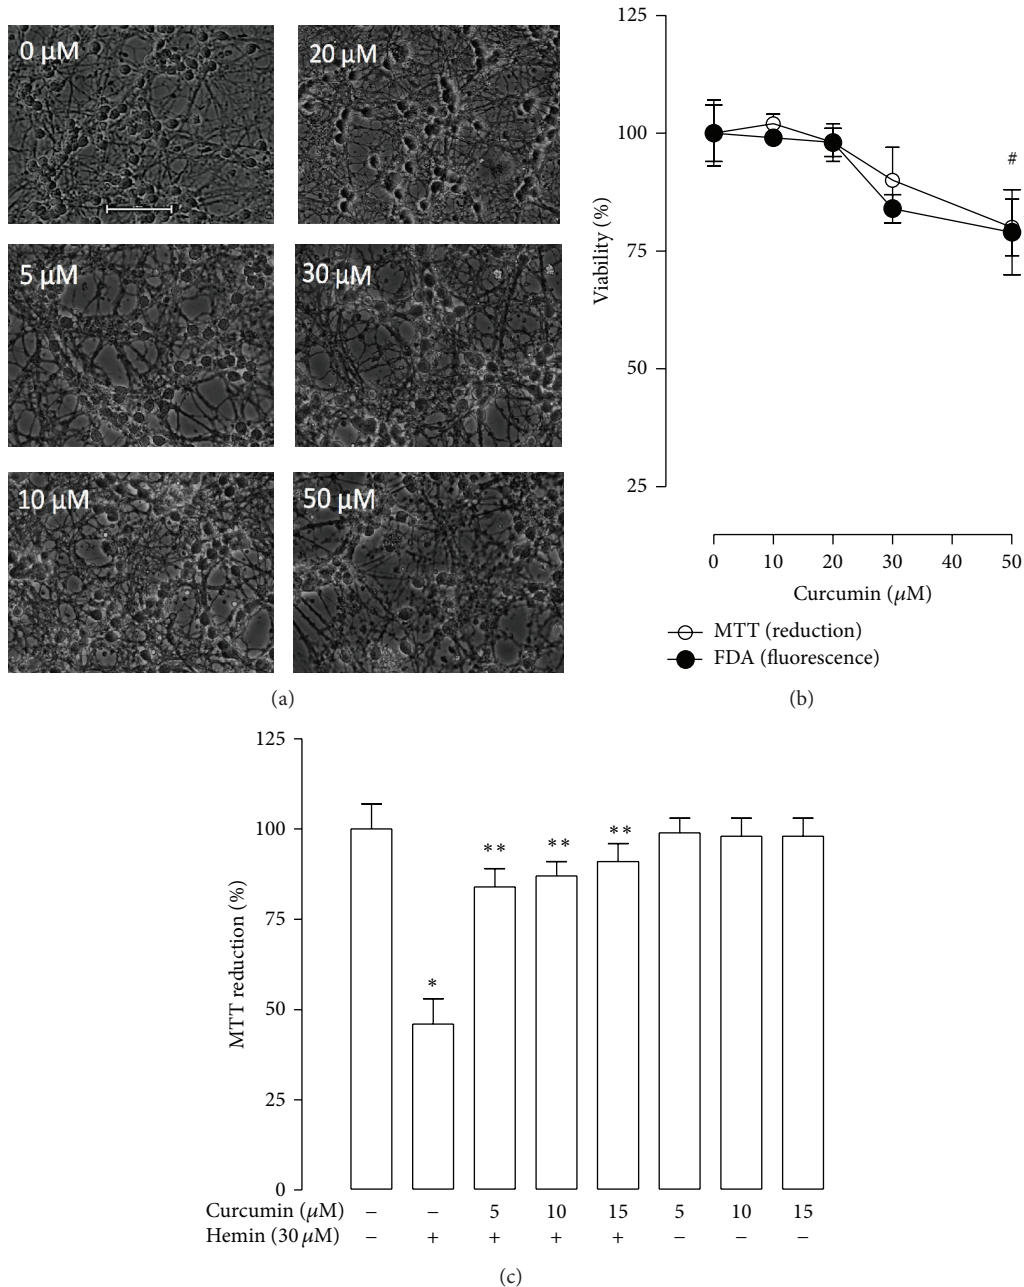 0 µM
20 µM
5 µM
30 µM
10 µM
50 µM
(a)
125
100
75
50
25
Viability (%)
#
0 10 20 30 40 50
Curcumin (µM)
MTT (reduction)
FDA (fluorescence)
(b)
125
100
75
50
25
0
MTT reduction (%)
*
**
**
**
Curcumin (µM) − − 5 10 15 5 10 15
Hemin (30 µM) − + + + + − − −
(c)